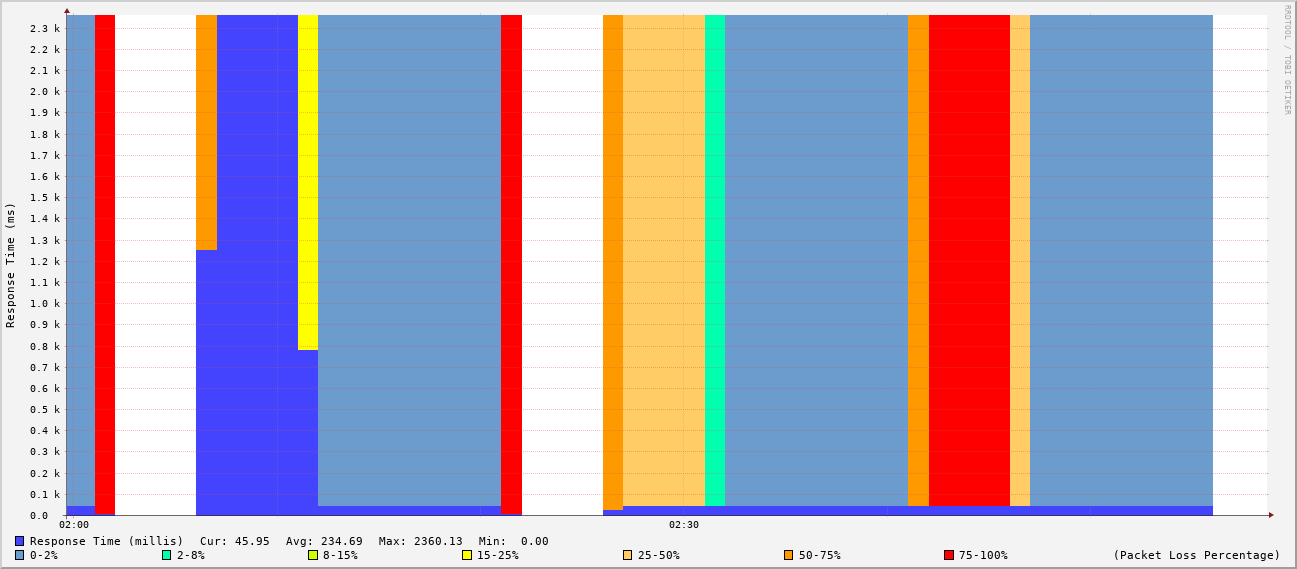 2.3 k
2.2 k
2.1 k
2.0 k
1.9 k
1.8 k
1.7 k
1.6 k
1.5 k
1.4 k
1.3 k
1.2 k
1.1 k
1.0 k
0.9 k
0.8 k
0.7 k
0.6 k
0.5 k
0.4 k
0.3 k
0.2 k
0.1 k
0.0
Response Time (ms)
RRDTOOL / TOBI OETIKER
02:00 02:30
Response Time (millis) Cur: 45.95 Avg: 234.69 Max: 2360.13 Min: 0.00
0-2% 2-8% 8-15% 15-25% 25-50% 50-75% 75-100% (Packet Loss Percentage)